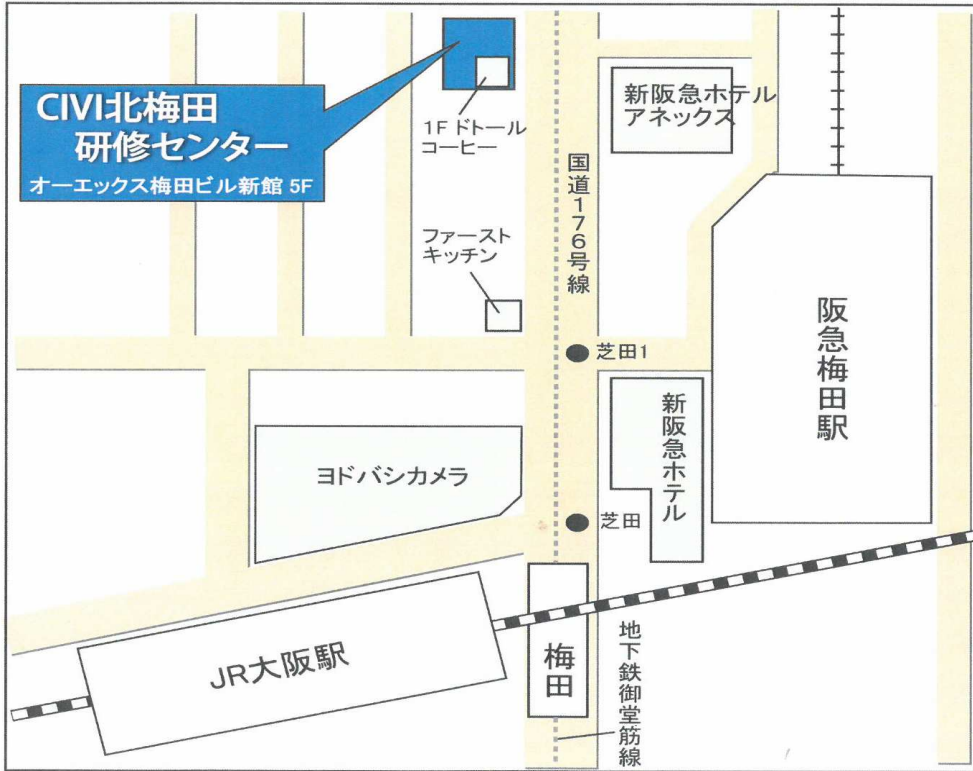 CIVI北梅田
研修センター
オーエックス梅田ビル新館 5F
1F ドトール
コーヒー
新阪急ホテル
アネックス
国道176号線
ファースト
キッチン
芝田1
阪急梅田駅
新阪急ホテル
ヨドバシカメラ
芝田
JR大阪駅
梅田
地下鉄御堂筋線